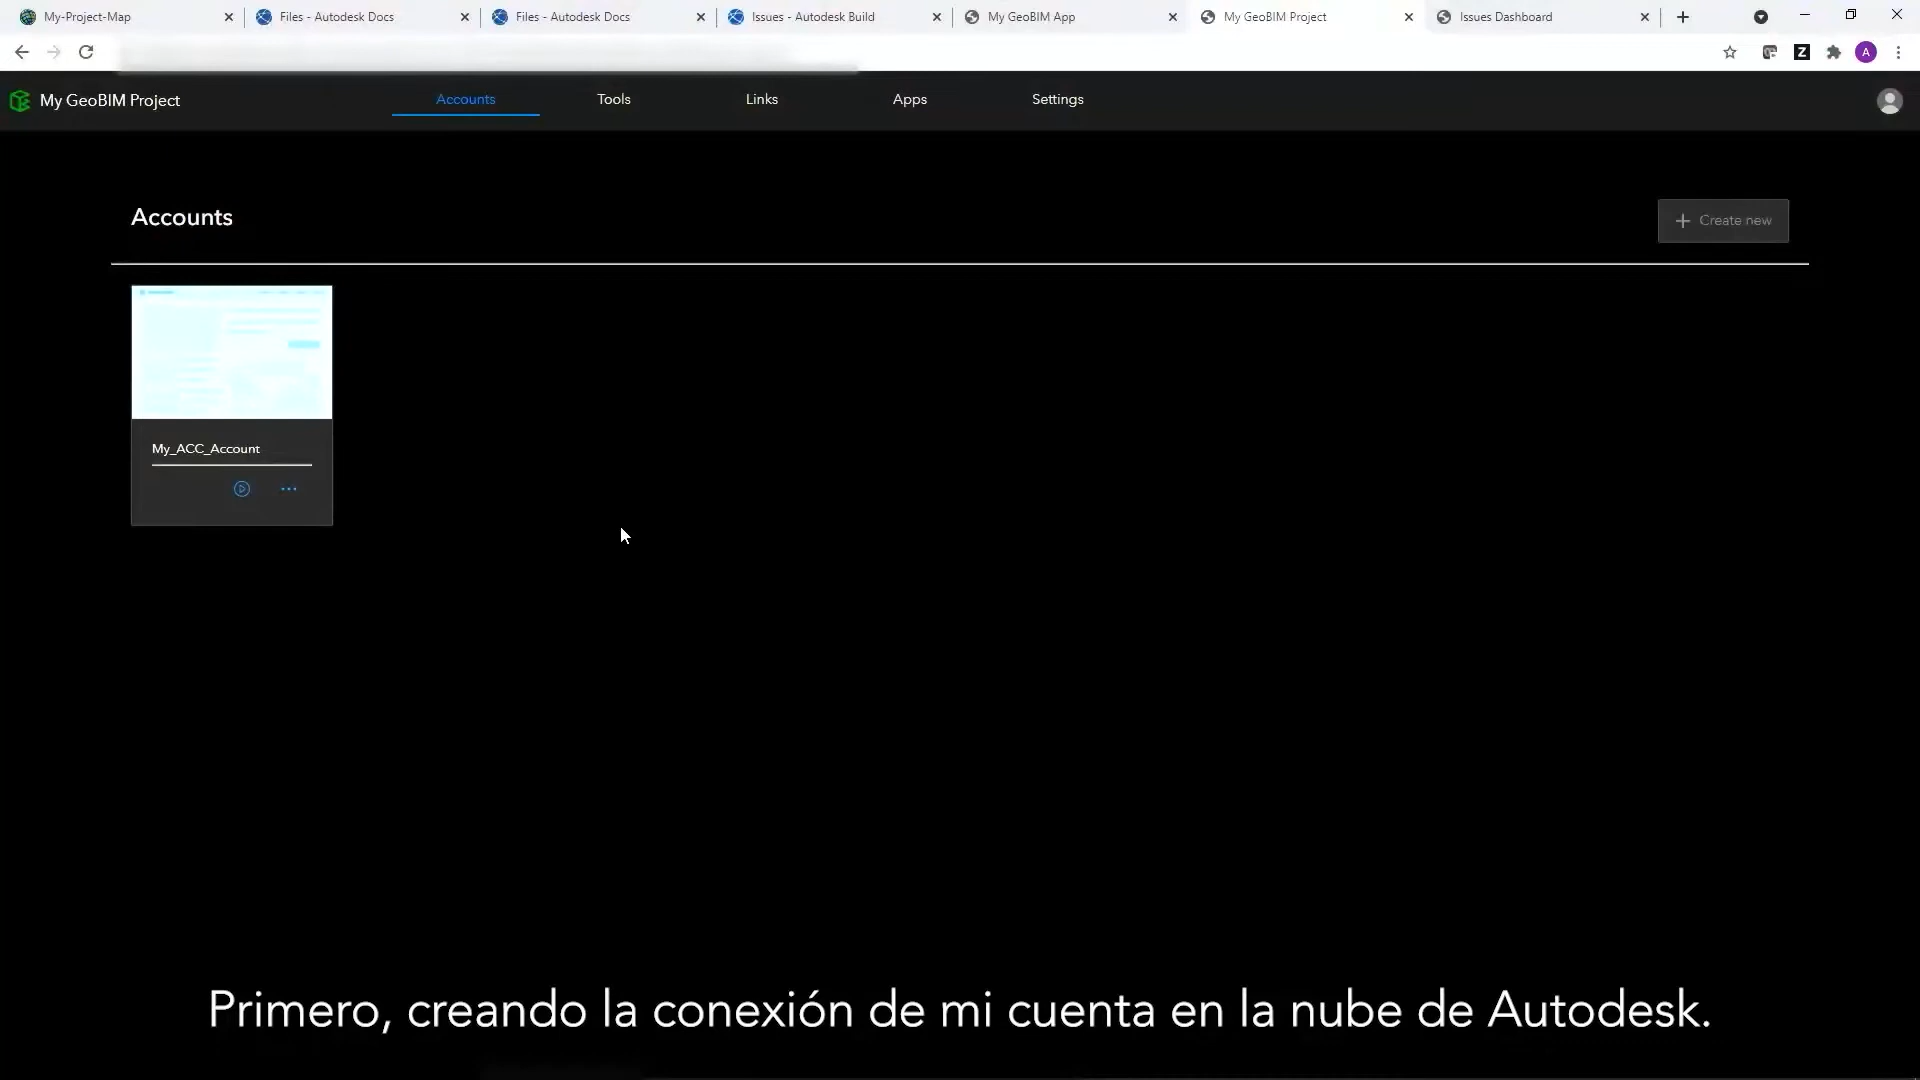 My-Project-Map
Files - Autodesk Docs
Files - Autodesk Docs
Issues - Autodesk Build
My GeoBIM App
My GeoBIM Project
Issues Dashboard
Z
A
My GeoBIM Project
Accounts
Tools
Links
Apps
Settings
Accounts
Create new
My_ACC_Account
Primero, creando la conexión de mi cuenta en la nube de Autodesk.